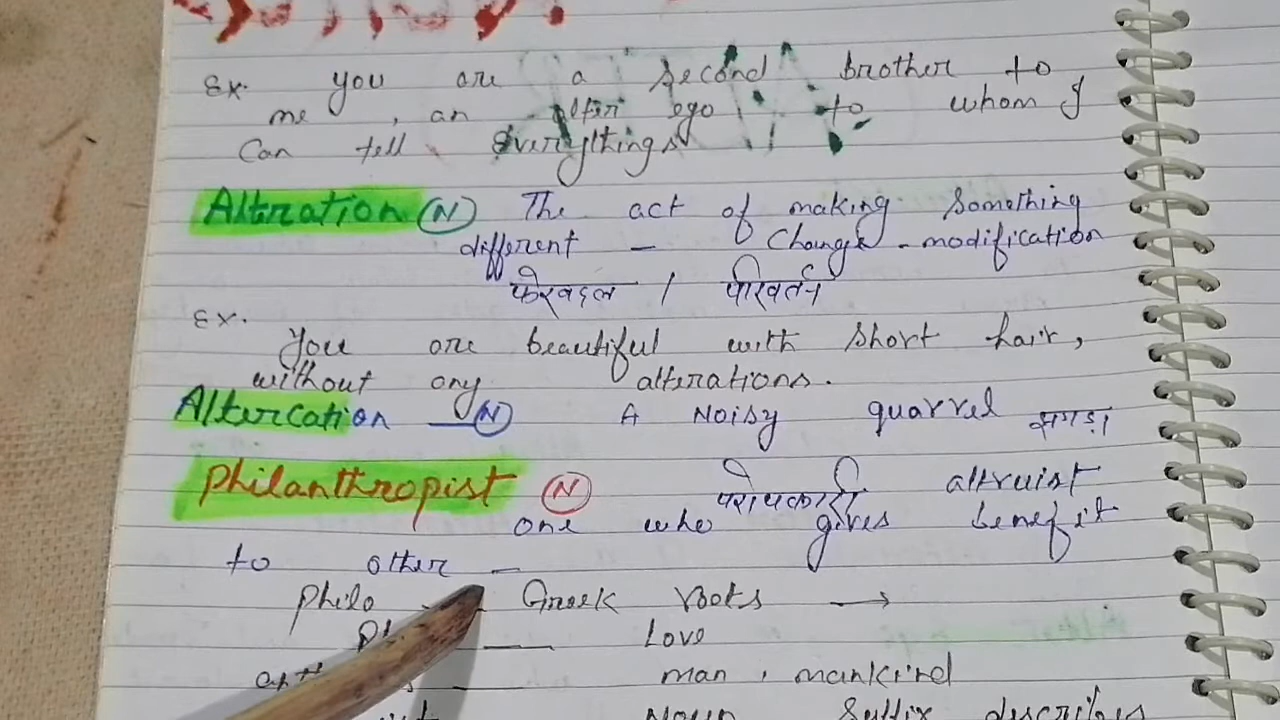 Ex. you are a second brother to
me , an alter ego to whom I
Can tell everythings
Alteration (N) The act of making Something
different — Change - modification
फेरबदल / परिवर्तन
Ex.
You are beautiful with Short hair,
without any alterations.
Altercation — (N) A Noisy quarrel झगड़ा
Philanthropist (N) परोपकारी altruist
one who gives benefit
to other —
Philo Greek roots →
Love
man , mankind
Noun Suffix describes